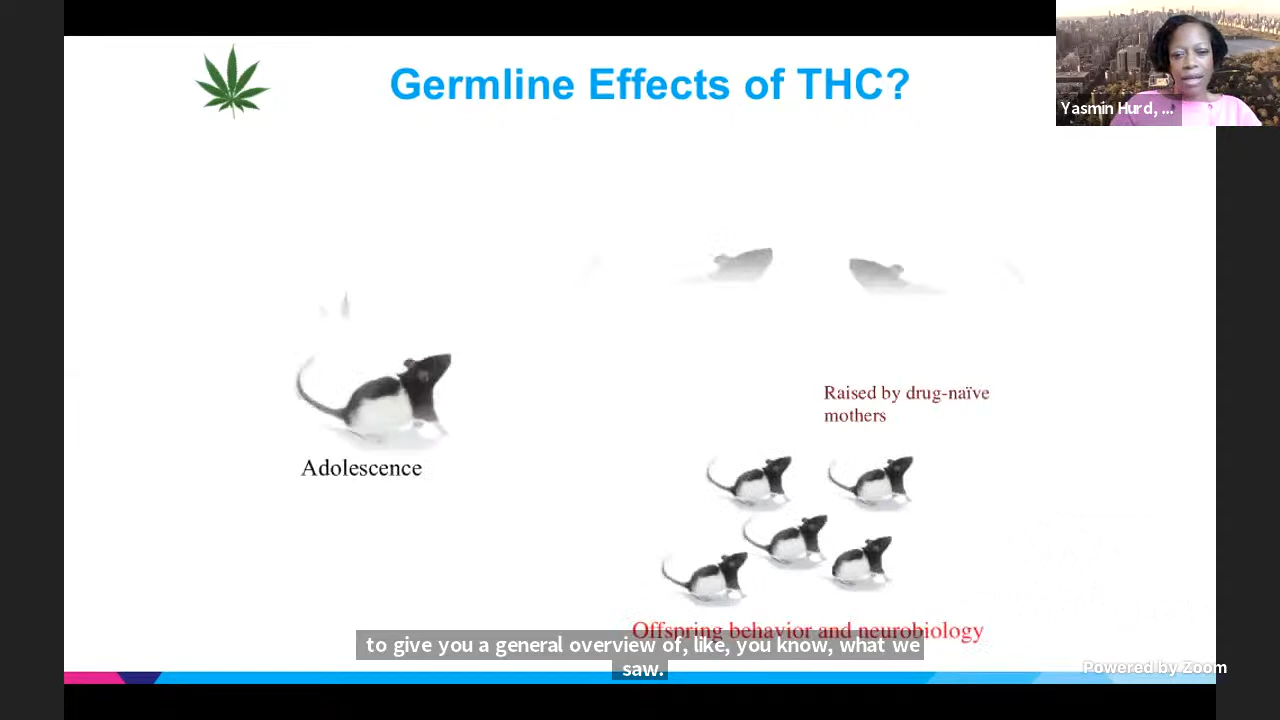 Germline Effects of THC?
Yasmin Hurd, ...
Raised by drug-naïve
mothers
Adolescence
Offspring behavior and neurobiology
to give you a general overview of, like, you know, what we
saw.
Powered by Zoom